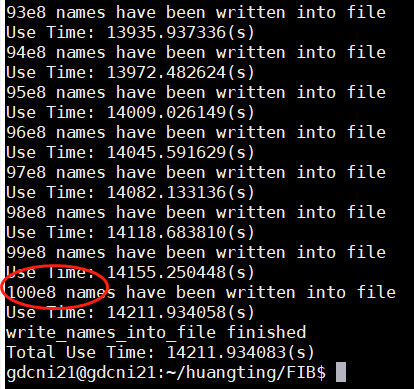 93e8 names have been written into file
Use Time: 13935.937336(s)
94e8 names have been written into file
Use Time: 13972.482624(s)
95e8 names have been written into file
Use Time: 14009.026149(s)
96e8 names have been written into file
Use Time: 14045.591629(s)
97e8 names have been written into file
Use Time: 14082.133136(s)
98e8 names have been written into file
Use Time: 14118.683810(s)
99e8 names have been written into file
Use Time: 14155.250448(s)
100e8 names have been written into file
Use Time: 14211.934058(s)
write_names_into_file finished
Total Use Time: 14211.934083(s)
gdcni21@gdcni21:~/huangting/FIB$